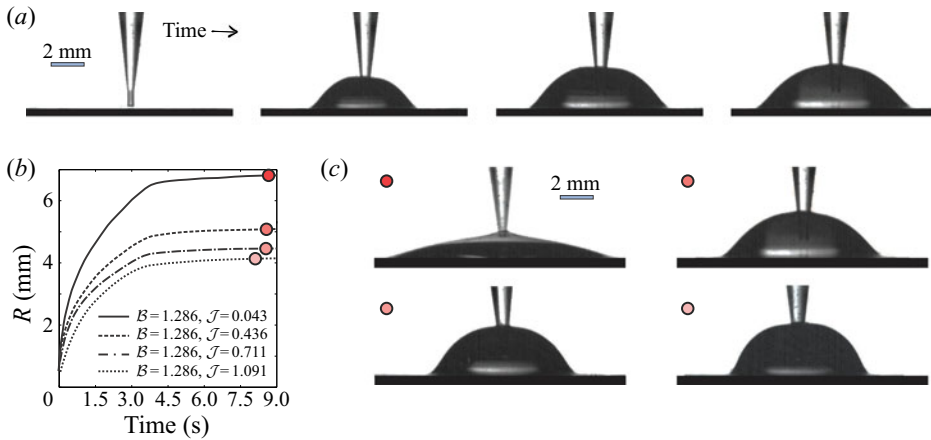 (a)
Time
2 mm
(b)
(c)
R (mm)
6
4
2
0
1.5 3.0 4.5 6.0 7.5 9.0
Time (s)
ℬ = 1.286, 𝒥 = 0.043
ℬ = 1.286, 𝒥 = 0.436
ℬ = 1.286, 𝒥 = 0.711
ℬ = 1.286, 𝒥 = 1.091
2 mm